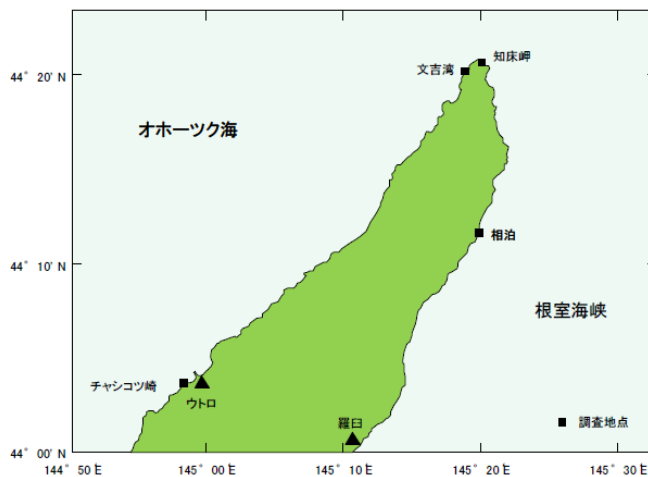 知床岬
文吉湾
44° 20' N
オホーツク海
相泊
44° 10' N
根室海峡
チャシコツ崎
ウトロ
羅臼
調査地点
44° 00' N
144° 50' E
145° 00' E
145° 10' E
145° 20' E
145° 30' E